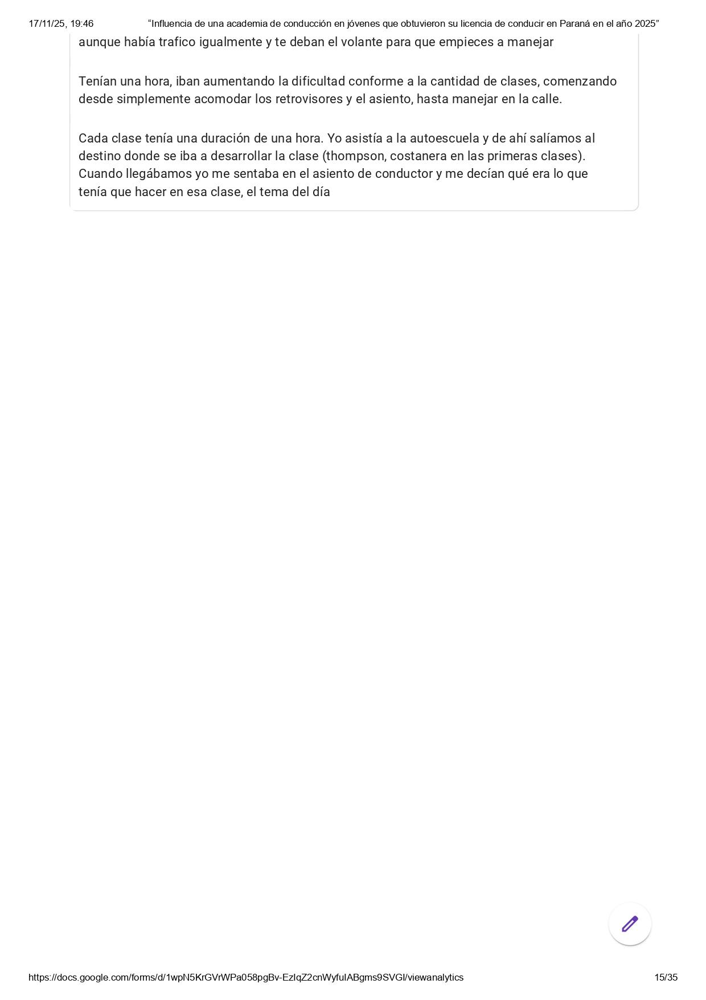 17/11/25, 19:46 “Influencia de una academia de conducción en jóvenes que obtuvieron su licencia de conducir en Paraná en el año 2025”
aunque había trafico igualmente y te deban el volante para que empieces a manejar
Tenían una hora, iban aumentando la dificultad conforme a la cantidad de clases, comenzando
desde simplemente acomodar los retrovisores y el asiento, hasta manejar en la calle.
Cada clase tenía una duración de una hora. Yo asistía a la autoescuela y de ahí salíamos al
destino donde se iba a desarrollar la clase (thompson, costanera en las primeras clases).
Cuando llegábamos yo me sentaba en el asiento de conductor y me decían qué era lo que
tenía que hacer en esa clase, el tema del día
https://docs.google.com/forms/d/1wpN5KrGVrWPa058pgBv-EzIqZ2cnWyfuIABgms9SVGI/viewanalytics 15/35